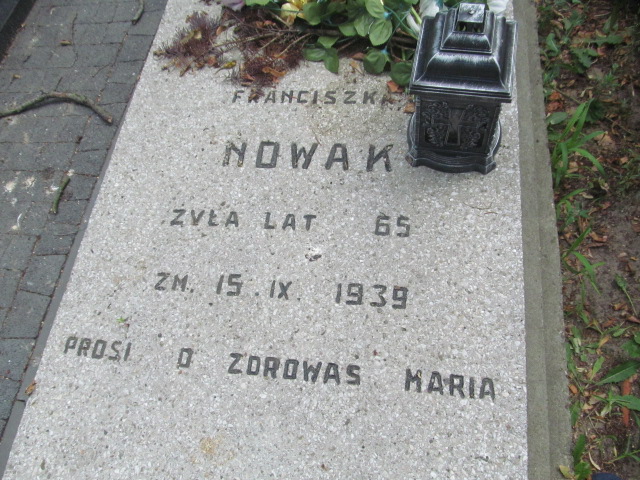 FRANCISZKA
NOWAK
ZYŁA LAT 65
ZM. 15.IX. 1939
PROSI O ZDROWAS MARIA